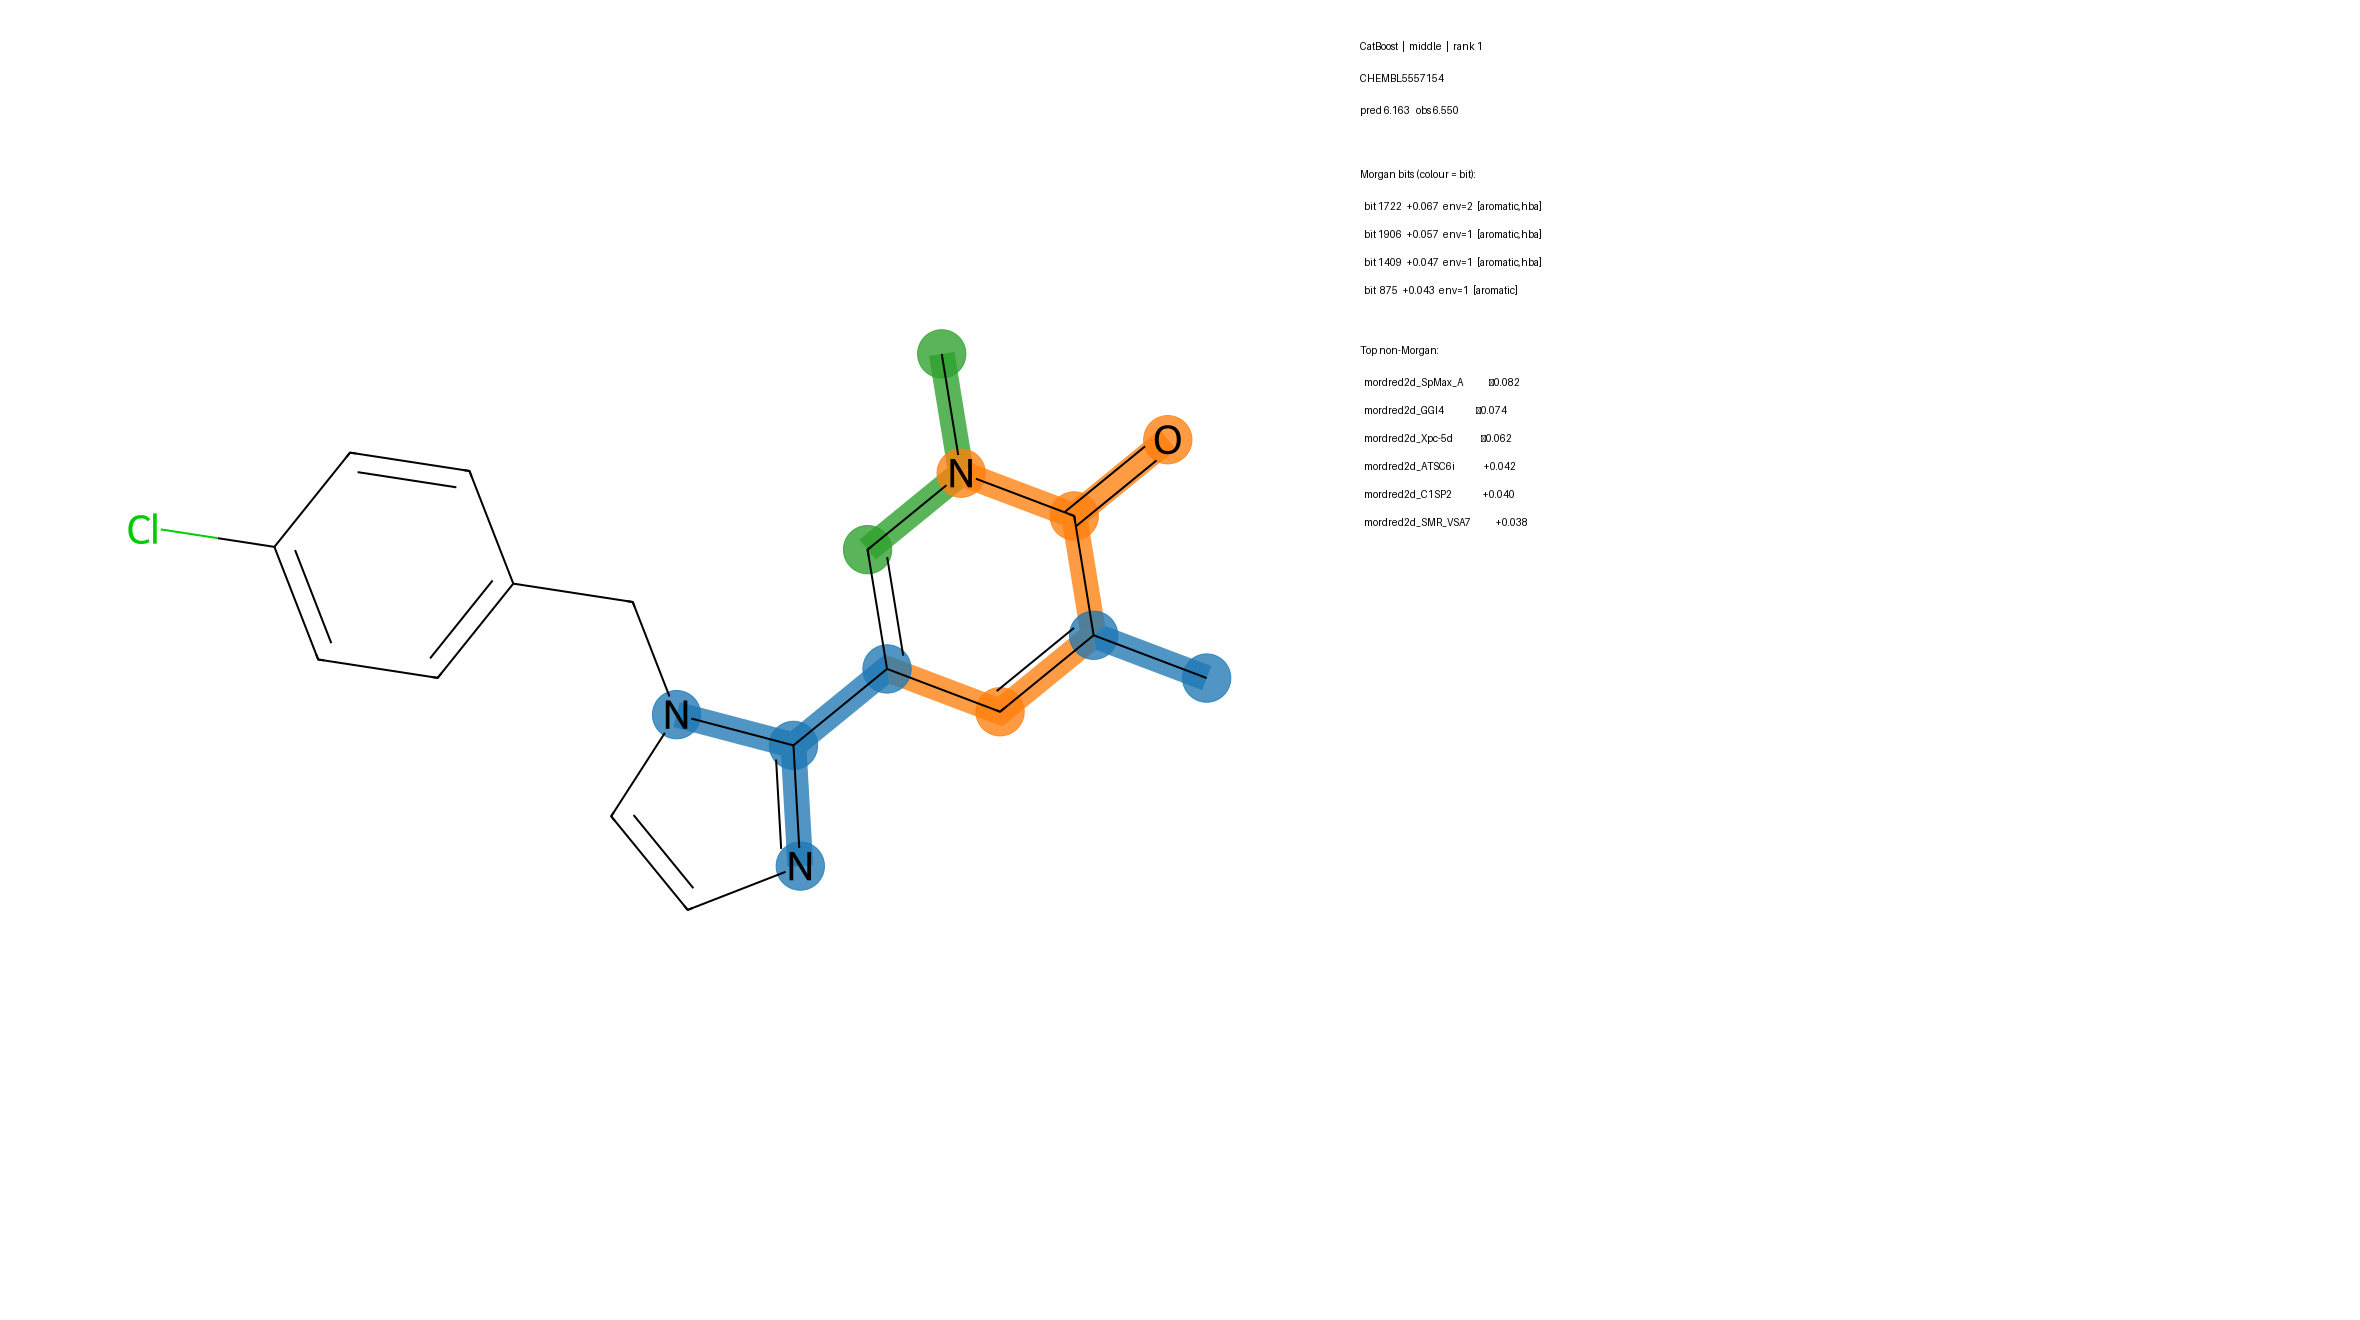 CatBoost | middle | rank 1
CHEMBL5557154
pred 6.163 obs 6.550
Morgan bits (colour = bit):
bit 1722 +0.067 env=2 [aromatic,hba]
bit 1906 +0.057 env=1 [aromatic,hba]
bit 1409 +0.047 env=1 [aromatic,hba]
bit 875 +0.043 env=1 [aromatic]
Top non-Morgan:
mordred2d_SpMax_A ▯0.082
mordred2d_GGI4 ▯0.074
mordred2d_Xpc-5d ▯0.062
mordred2d_ATSC6i +0.042
mordred2d_C1SP2 +0.040
mordred2d_SMR_VSA7 +0.038
O
N
Cl
N
N